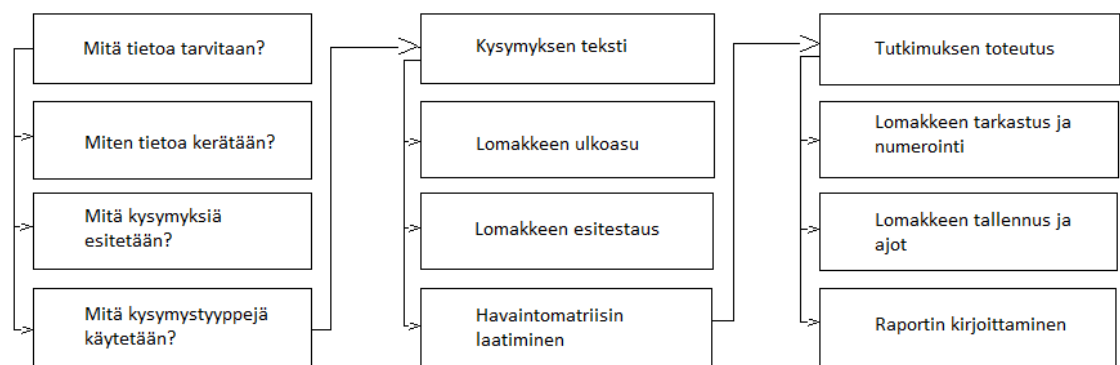 Mitä tietoa tarvitaan?
Miten tietoa kerätään?
Mitä kysymyksiä
esitetään?
Mitä kysymystyyppejä
käytetään?
Kysymyksen teksti
Lomakkeen ulkoasu
Lomakkeen esitestaus
Havaintomatriisin
laatiminen
Tutkimuksen toteutus
Lomakkeen tarkastus ja
numerointi
Lomakkeen tallennus ja
ajot
Raportin kirjoittaminen